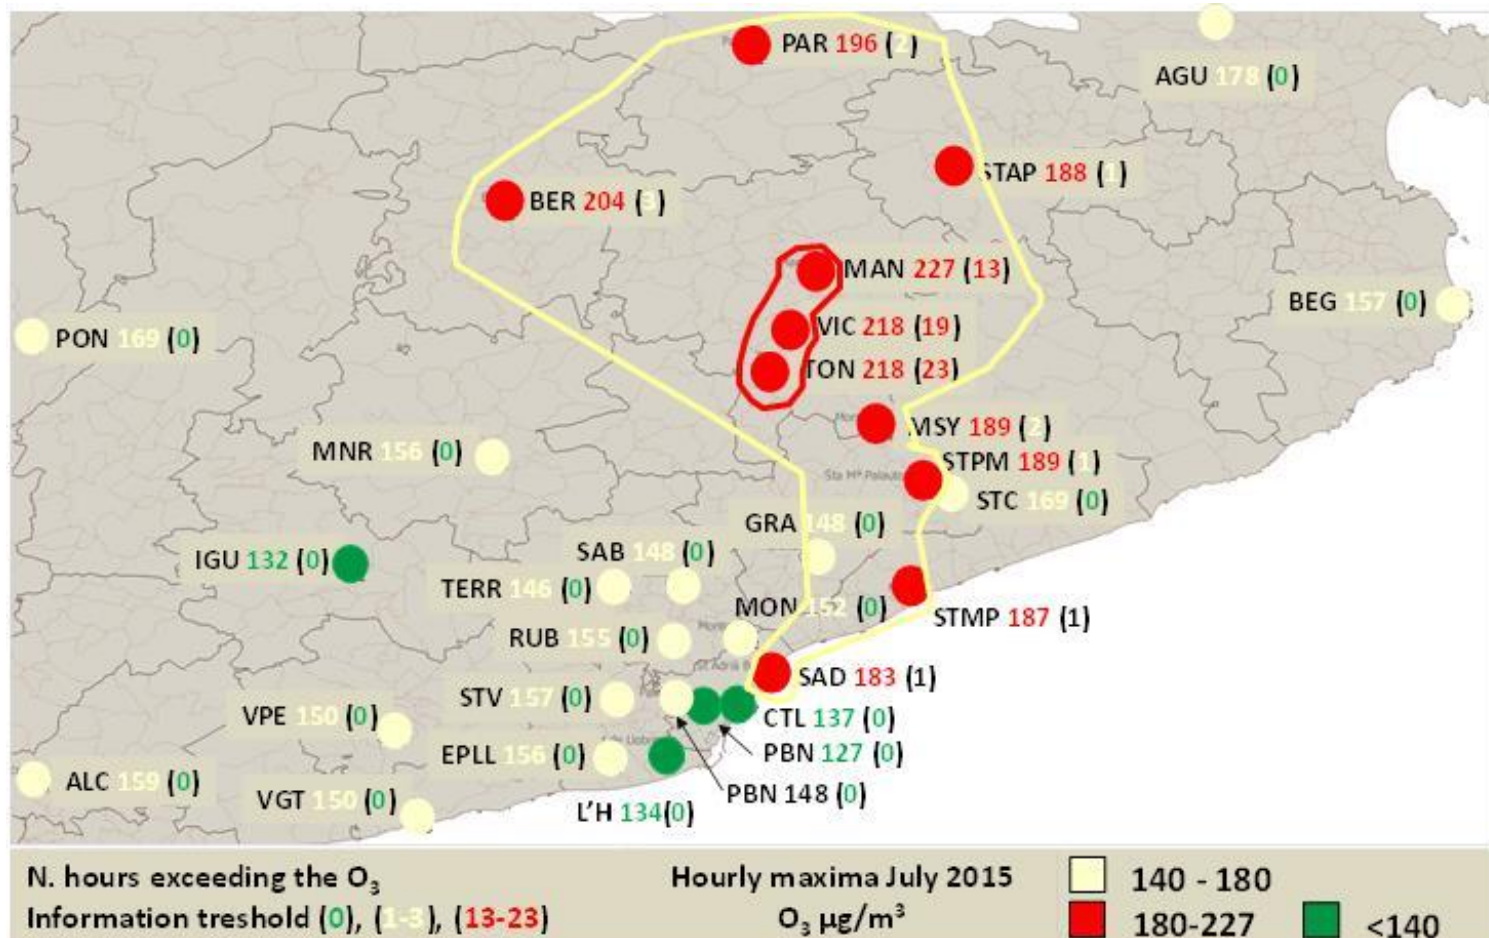 PAR 196 (2)
AGU 178 (0)
STAP 188 (1)
BER 204 (3)
MAN 227 (13)
BEG 157 (0)
VIC 218 (19)
PON 169 (0)
TON 218 (23)
MSY 189 (2)
MNR 156 (0)
STPM 189 (1)
Sta Mª Palauto
STC 169 (0)
GRA 148 (0)
SAB 148 (0)
IGU 132 (0)
TERR 146 (0)
MON 152 (0)
STMP 187 (1)
RUB 155 (0)
SAD 183 (1)
STV 157 (0)
CTL 137 (0)
VPE 150 (0)
EPLL 156 (0)
PBN 127 (0)
ALC 159 (0)
VGT 150 (0)
PBN 148 (0)
L'H 134(0)
N. hours exceeding the O₃
Information treshold (0), (1-3), (13-23)
Hourly maxima July 2015
O₃ µg/m³
140 - 180
180-227
<140